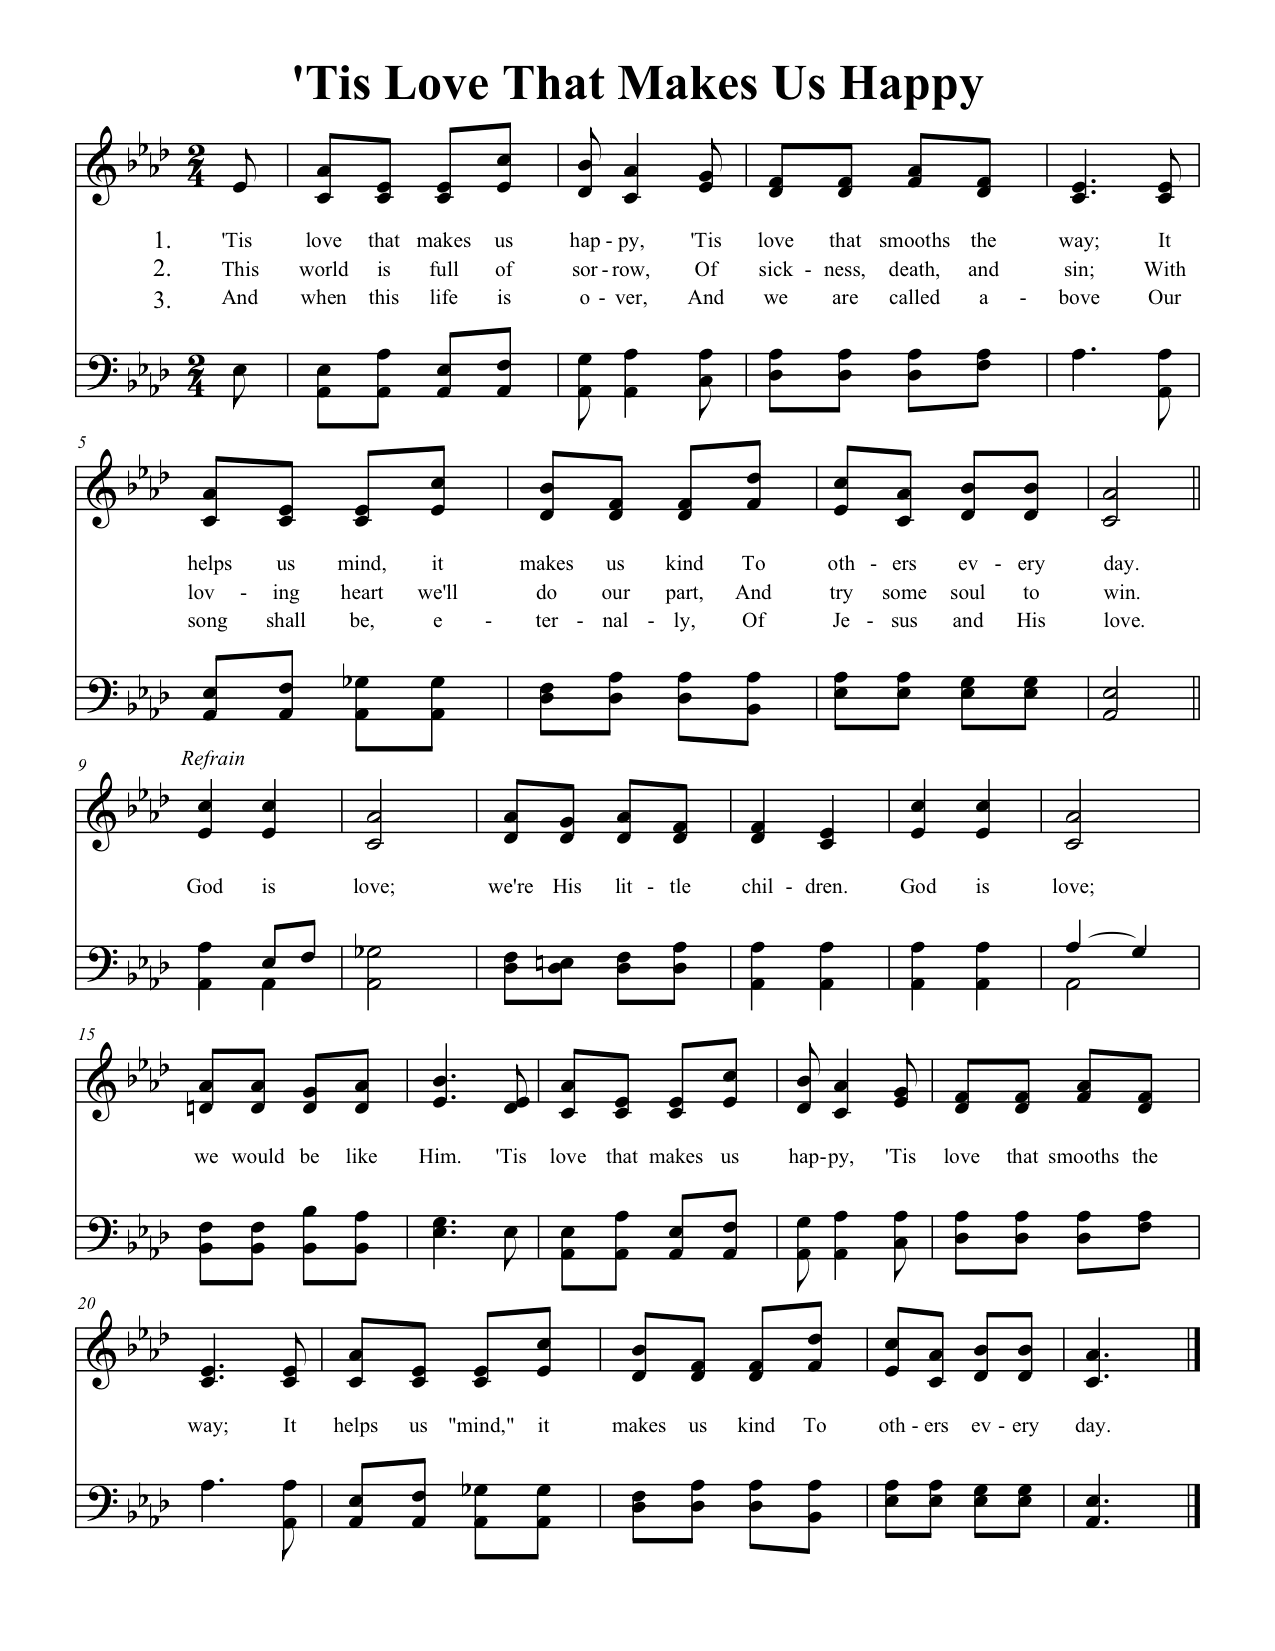 'Tis Love That Makes Us Happy
2
4
1. 'Tis love that makes us hap - py, 'Tis love that smooths the way; It
2. This world is full of sor - row, Of sick - ness, death, and sin; With
3. And when this life is o - ver, And we are called a - bove Our
2
4
5
helps us mind, it makes us kind To oth - ers ev - ery day.
lov - ing heart we'll do our part, And try some soul to win.
song shall be, e - ter - nal - ly, Of Je - sus and His love.
9
Refrain
God is love; we're His lit - tle chil - dren. God is love;
15
we would be like Him. 'Tis love that makes us hap - py, 'Tis love that smooths the
20
way; It helps us "mind," it makes us kind To oth - ers ev - ery day.